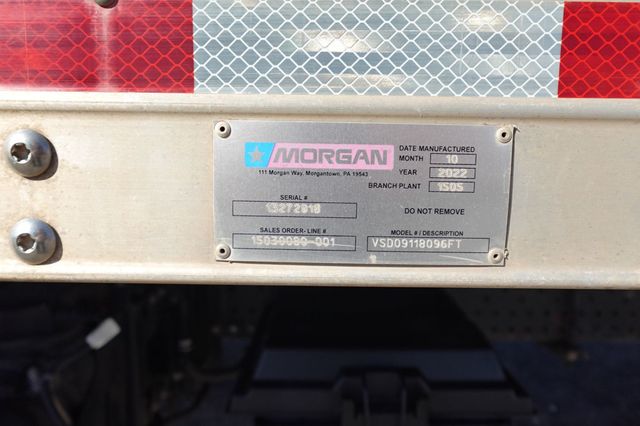 MORGAN
111 Morgan Way, Morgantown, PA 19543
DATE MANUFACTURED
MONTH 10
YEAR 2022
BRANCH PLANT 1505
SERIAL #
DO NOT REMOVE
SALES ORDER- LINE #
MODEL # / DESCRIPTION
VSD09118096FT